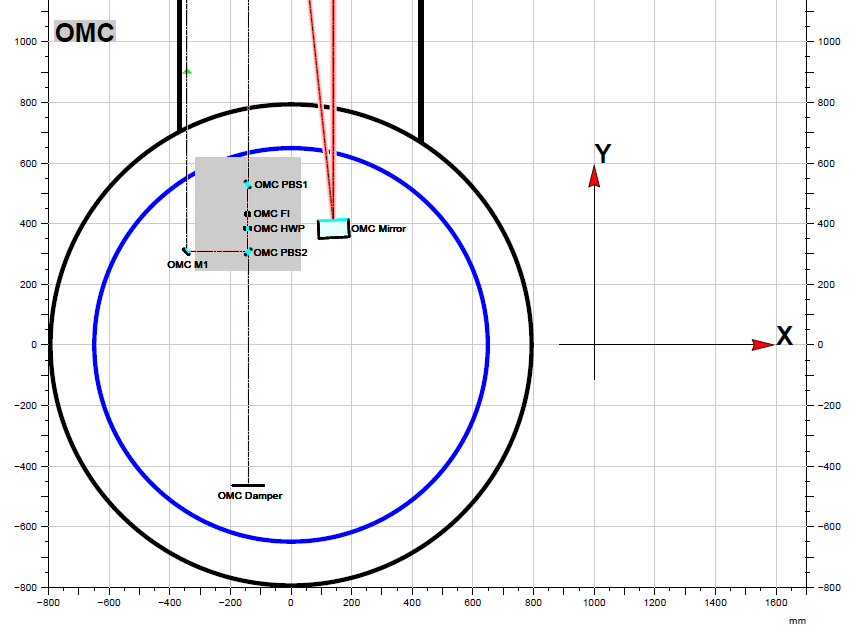 OMC
1000
1000
800
800
600
600
400
400
200
200
0
0
−200
−200
−400
−400
−600
−600
−800
−800
Y
X
OMC PBS1
OMC FI
OMC HWP
OMC Mirror
OMC PBS2
OMC M1
OMC Damper
−800 −600 −400 −200 0 200 400 600 800 1000 1200 1400 1600
mm